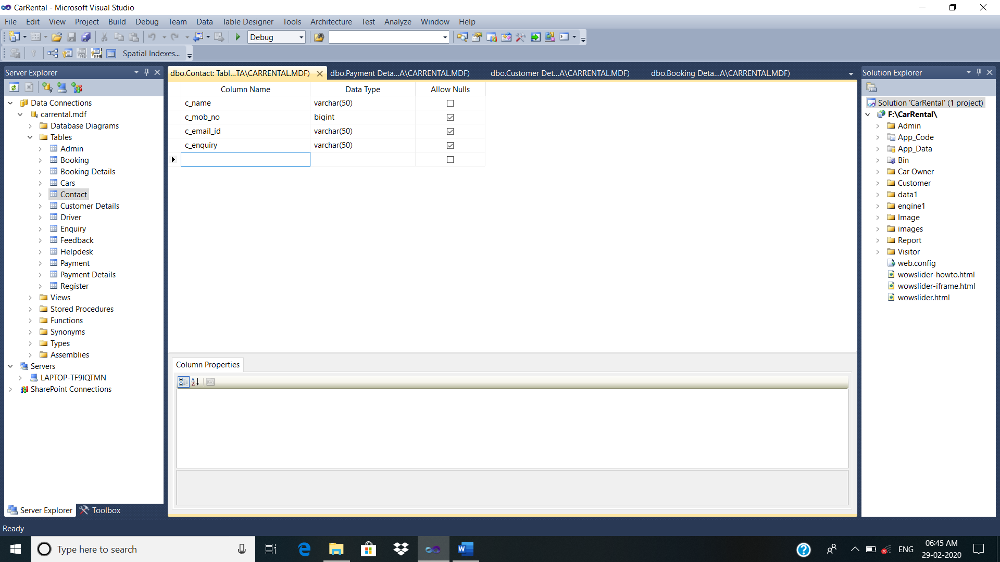 CarRental - Microsoft Visual Studio
File Edit View Project Build Debug Team Data Table Designer Tools Architecture Test Analyze Window Help
Debug
Spatial Indexes...
Server Explorer
Data Connections
carrental.mdf
Database Diagrams
Tables
Admin
Booking
Booking Details
Cars
Contact
Customer Details
Driver
Enquiry
Feedback
Helpdesk
Payment
Payment Details
Register
Views
Stored Procedures
Functions
Synonyms
Types
Assemblies
Servers
LAPTOP-TF9IQTMN
SharePoint Connections
Server Explorer Toolbox
dbo.Contact: Tabl...TA\CARRENTAL.MDF) dbo.Payment Deta...A\CARRENTAL.MDF) dbo.Customer Det...A\CARRENTAL.MDF) dbo.Booking Deta...A\CARRENTAL.MDF)
Column Name Data Type Allow Nulls
c_name varchar(50)
c_mob_no bigint
c_email_id varchar(50)
c_enquiry varchar(50)
Column Properties
Solution Explorer
Solution 'CarRental' (1 project)
F:\CarRental\
Admin
App_Code
App_Data
Bin
Car Owner
Customer
data1
engine1
Image
images
Report
Visitor
web.config
wowslider-howto.html
wowslider-iframe.html
wowslider.html
Ready
Type here to search
ENG
06:45 AM
29-02-2020